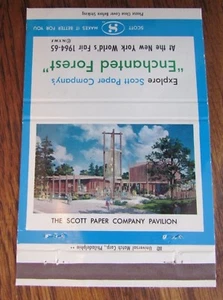 Please Close Cover Before Striking
SCOTT S MAKES IT BETTER FOR YOU
Explore Scott Paper Company's
"Enchanted Forest"
At the New York World's Fair 1964-65
THE SCOTT PAPER COMPANY PAVILION
Universal Match Corp., Philadelphia